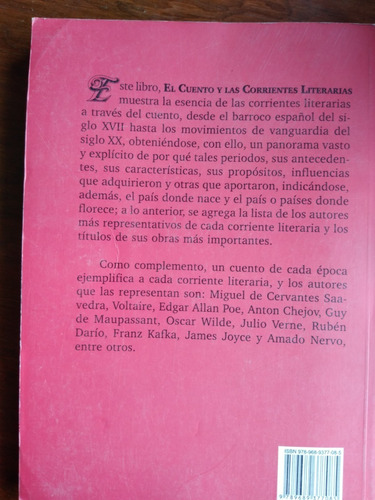 Este libro, EL CUENTO Y LAS CORRIENTES LITERARIAS
muestra la esencia de las corrientes literarias
a través del cuento, desde el barroco español del si-
glo XVII hasta los movimientos de vanguardia del
siglo XX, obteniéndose, con ello, un panorama vasto
y explícito de por qué tales periodos, sus anteceden-
tes, sus características, sus propósitos, influencias
que adquirieron y otras que aportaron, indicándose,
además, el país donde nace y el país o países donde
florece; a lo anterior, se agrega la lista de los autores
más representativos de cada corriente literaria y los
títulos de sus obras más importantes.
Como complemento, un cuento de cada época
ejemplifica a cada corriente literaria, y los autores
que las representan son: Miguel de Cervantes Saa-
vedra, Voltaire, Edgar Allan Poe, Anton Chejov, Guy
de Maupassant, Oscar Wilde, Julio Verne, Rubén
Darío, Franz Kafka, James Joyce y Amado Nervo,
entre otros.
ISBN